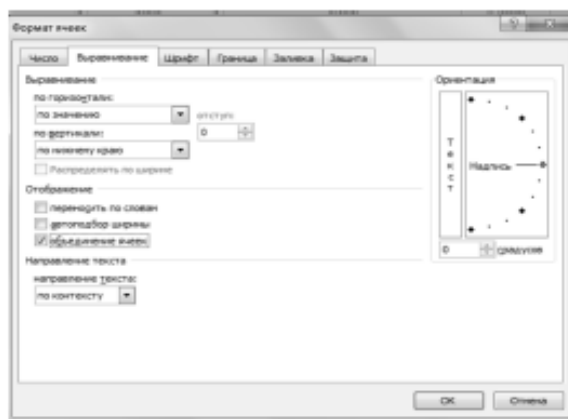 Формат ячеек
Число Выравнивание Шрифт Граница Заливка Защита
Выравнивание
по горизонтали:
по значению
отступ:
по вертикали:
0
по нижнему краю
Распределять по ширине
Отображение
переносить по словам
автоподбор ширины
объединение ячеек
Направление текста
направление текста:
по контексту
Ориентация
Текст
Надпись
0 градусов
ОК Отмена